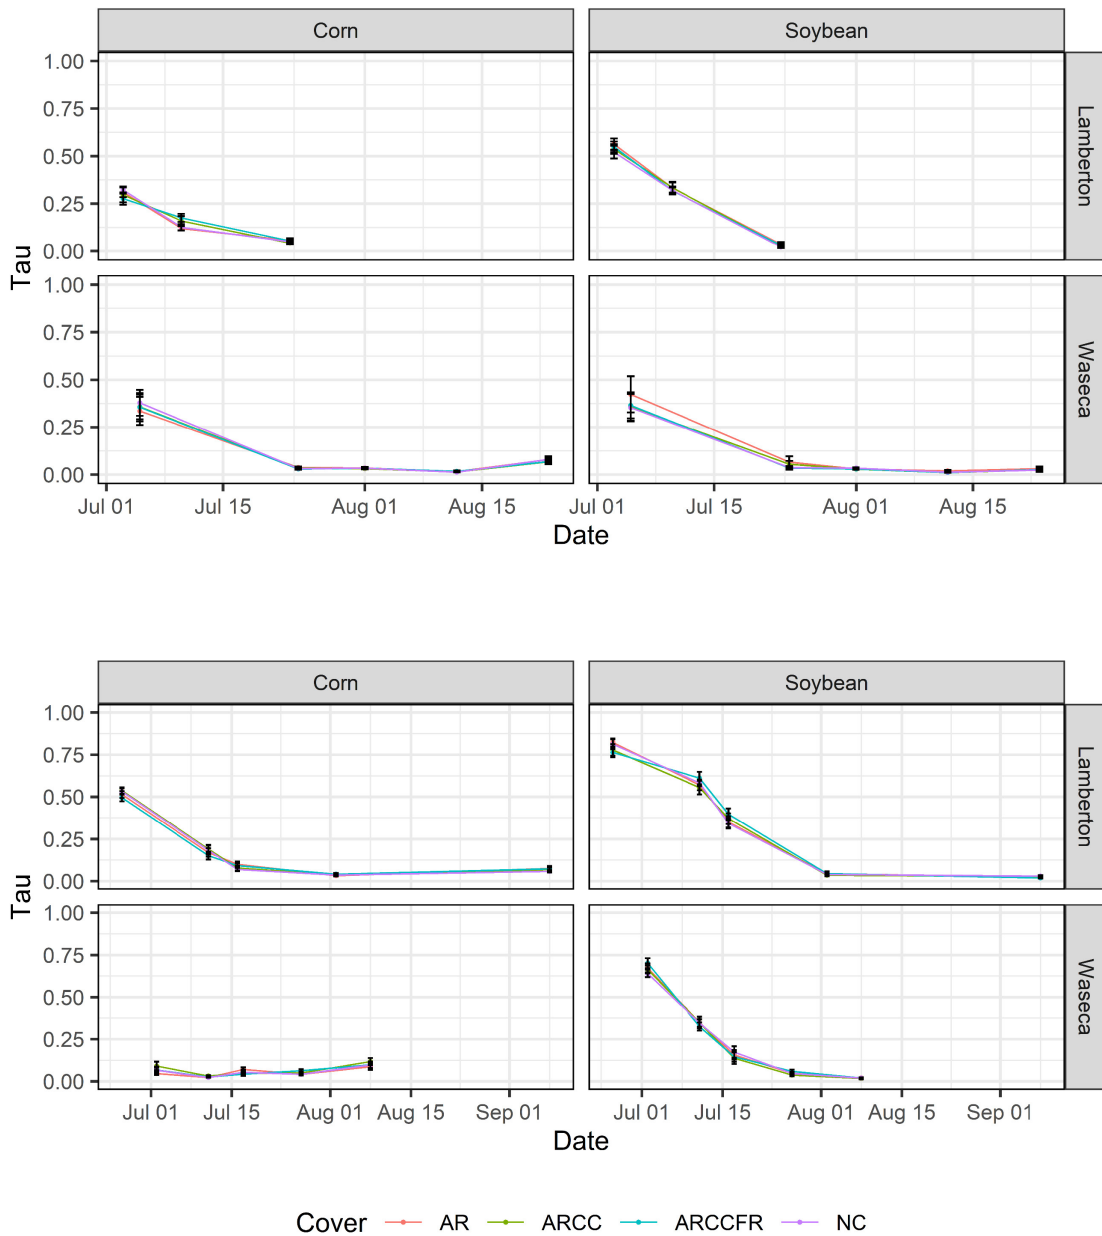 Corn Soybean
1.00
0.75
0.50
0.25
0.00
Lamberton
Tau
1.00
0.75
0.50
0.25
0.00
Waseca
Jul 01 Jul 15 Aug 01 Aug 15 Jul 01 Jul 15 Aug 01 Aug 15
Date
Corn Soybean
1.00
0.75
0.50
0.25
0.00
Lamberton
Tau
1.00
0.75
0.50
0.25
0.00
Waseca
Jul 01 Jul 15 Aug 01 Aug 15 Sep 01 Jul 01 Jul 15 Aug 01 Aug 15 Sep 01
Date
Cover AR ARCC ARCCFR NC